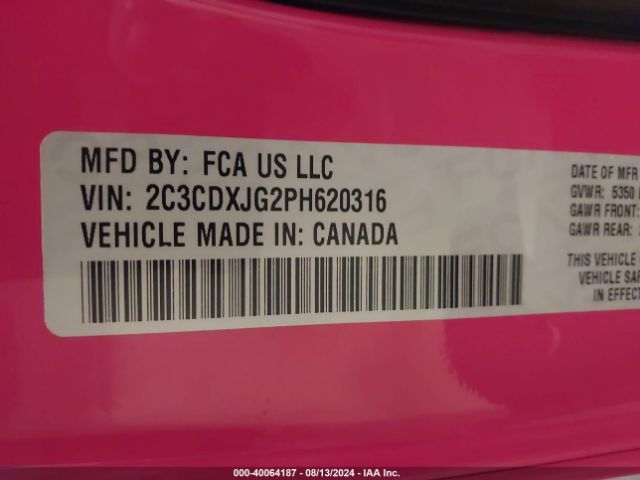 MFD BY: FCA US LLC
VIN: 2C3CDXJG2PH620316
VEHICLE MADE IN: CANADA
DATE OF MFR
GVWR: 5350
GAWR FRONT:
GAWR REAR:
THIS VEHICLE
VEHICLE SAF
IN EFFECT
000-40064187 - 08/13/2024 - IAA Inc.